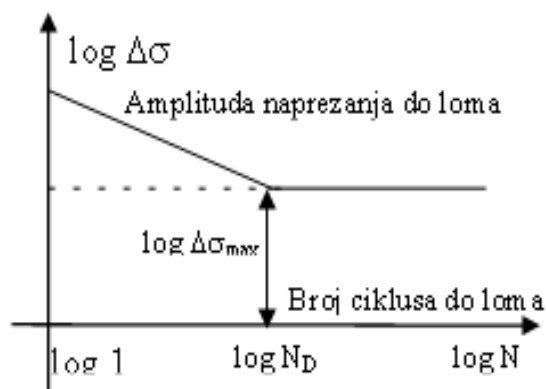 log Δσ
Amplituda naprezanja do loma
log Δσmax
Broj ciklusa do loma
log 1
log ND
log N